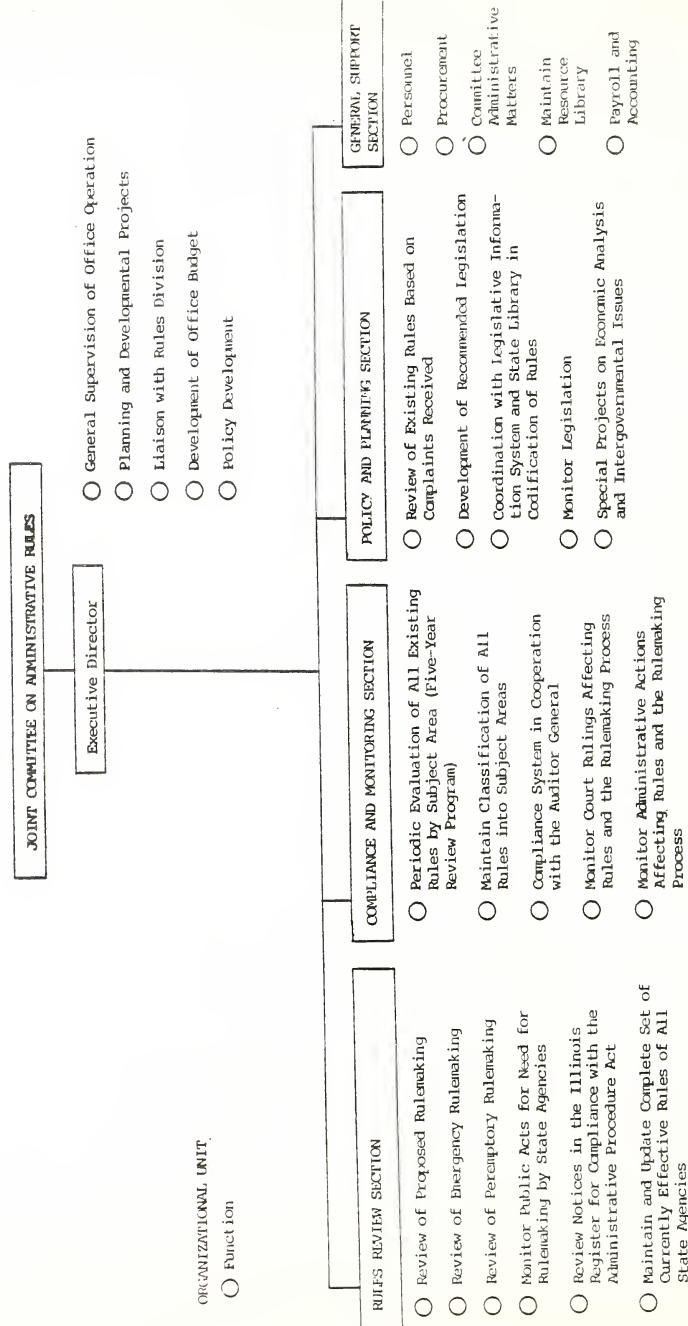 JOINT COMMITTEE ON ADMINISTRATIVE RULES
Executive Director
○ General Supervision of Office Operation
○ Planning and Developmental Projects
○ Liaison with Rules Division
○ Development of Office Budget
○ Policy Development
ORGANIZATIONAL UNIT
○ Function
RULES REVIEW SECTION
○ Review of Proposed Rulemaking
○ Review of Emergency Rulemaking
○ Review of Peremptory Rulemaking
○ Monitor Public Acts for Need for
Rulemaking by State Agencies
○ Review Notices in the Illinois
Register for Compliance with the
Administrative Procedure Act
○ Maintain and Update Complete Set of
Currently Effective Rules of All
State Agencies
COMPLIANCE AND MONITORING SECTION
○ Periodic Evaluation of All Existing
Rules by Subject Area (Five-Year
Review Program)
○ Maintain Classification of All
Rules into Subject Areas
○ Compliance System in Cooperation
with the Auditor General
○ Monitor Court Rulings Affecting
Rules and the Rulemaking Process
○ Monitor Administrative Actions
Affecting Rules and the Rulemaking
Process
POLICY AND PLANNING SECTION
○ Review of Existing Rules Based on
Complaints Received
○ Development of Recommended Legislation
○ Coordination with Legislative Informa-
tion System and State Library in
Codification of Rules
○ Monitor Legislation
○ Special Projects on Economic Analysis
and Intergovernmental Issues
GENERAL SUPPORT
SECTION
○ Personnel
○ Procurement
○ Committee
Administrative
Matters
○ Maintain
Resource
Library
○ Payroll and
Accounting